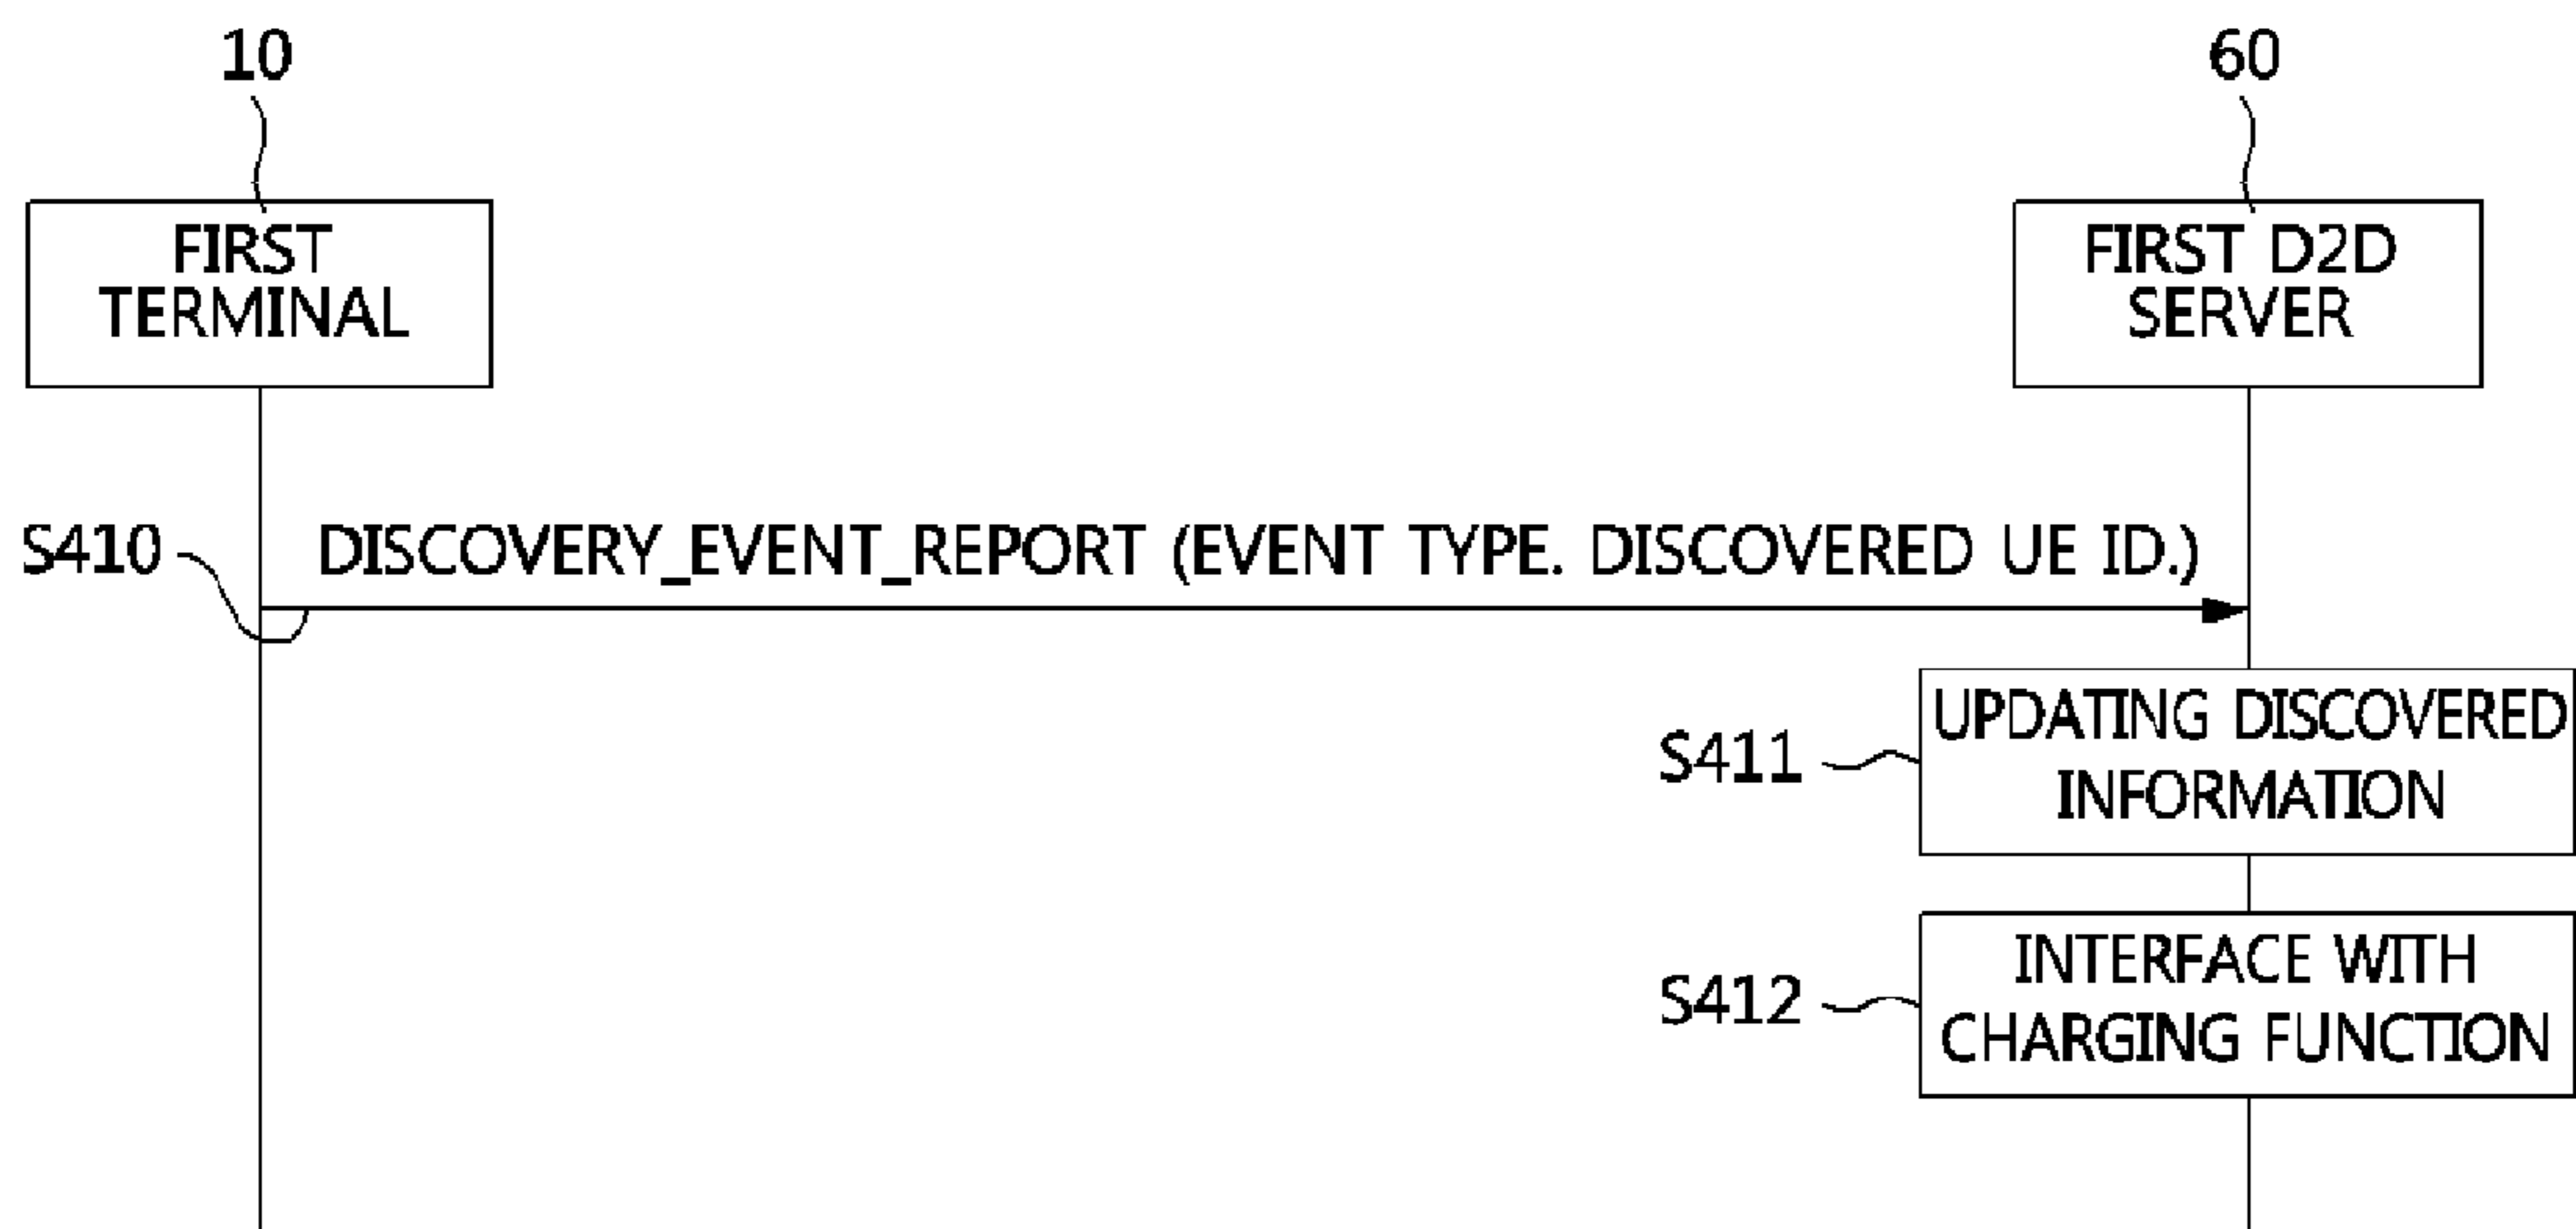 10
60
FIRST
TERMINAL
FIRST D2D
SERVER
S410
DISCOVERY_EVENT_REPORT (EVENT TYPE. DISCOVERED UE ID.)
S411
UPDATING DISCOVERED
INFORMATION
S412
INTERFACE WITH
CHARGING FUNCTION